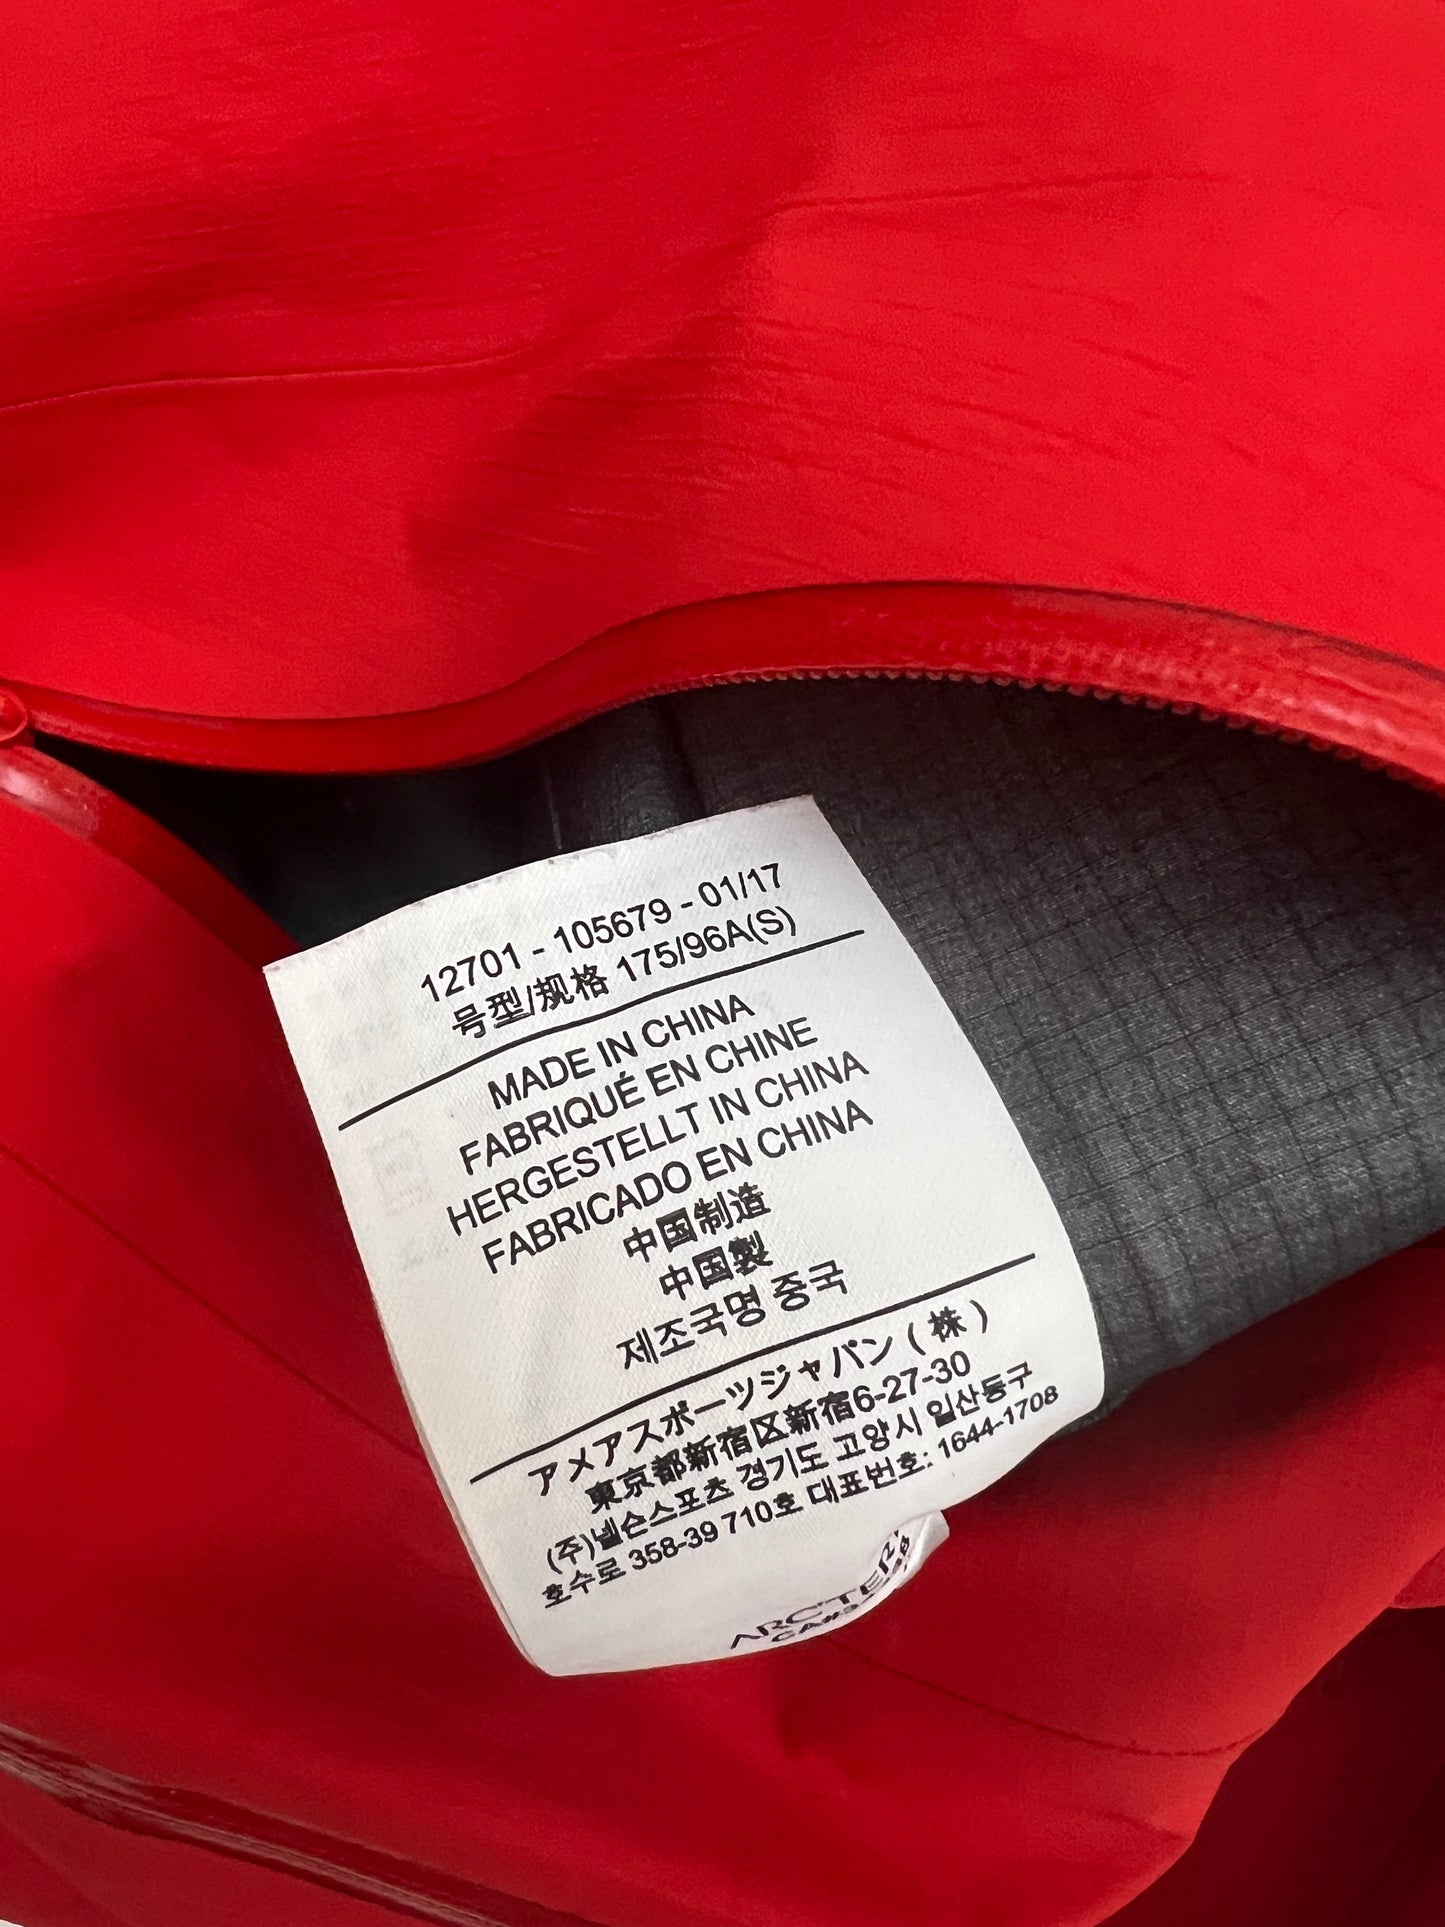 12701 - 105679 - 01/17
号型/规格 175/96A(S)
MADE IN CHINA
FABRIQUÉ EN CHINE
HERGESTELLT IN CHINA
FABRICADO EN CHINA
中国制造
中国製
제조국명 중국
アメアスポーツジャパン ( 株 )
東京都新宿区新宿6-27-30
(주)넬슨스포츠 경기도 고양시 일산동구
호수로 358-39 710호 대표번호: 1644-1708